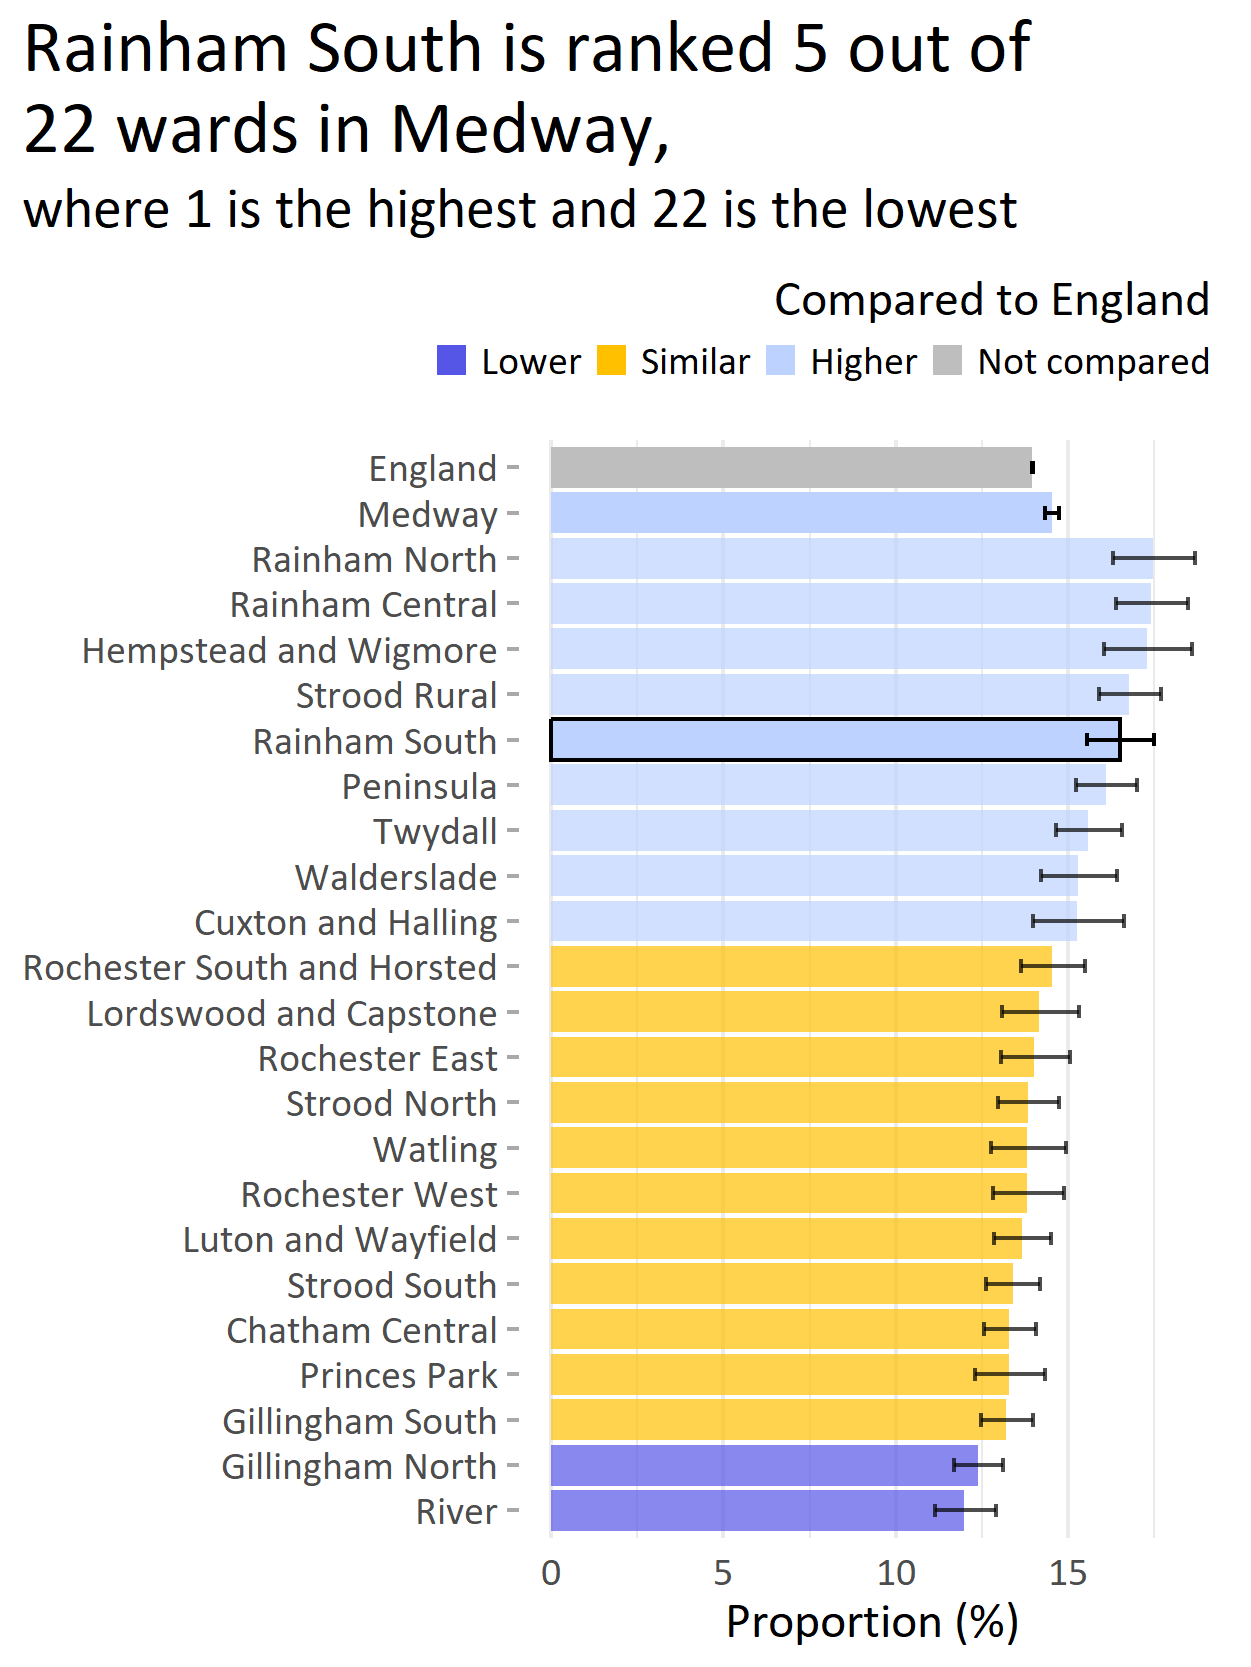 Rainham South is ranked 5 out of
22 wards in Medway,
where 1 is the highest and 22 is the lowest
Compared to England
Lower Similar Higher Not compared
England
Medway
Rainham North
Rainham Central
Hempstead and Wigmore
Strood Rural
Rainham South
Peninsula
Twydall
Walderslade
Cuxton and Halling
Rochester South and Horsted
Lordswood and Capstone
Rochester East
Strood North
Watling
Rochester West
Luton and Wayfield
Strood South
Chatham Central
Princes Park
Gillingham South
Gillingham North
River
0 5 10 15
Proportion (%)